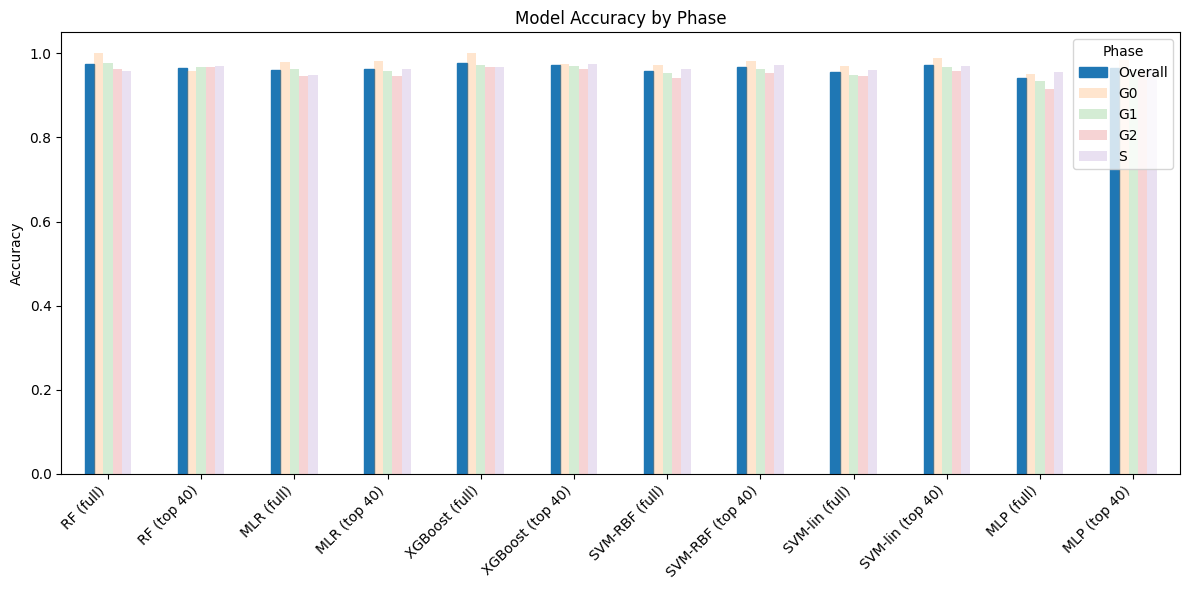 Model Accuracy by Phase
Accuracy
1.0
0.8
0.6
0.4
0.2
0.0
Phase
Overall
G0
G1
G2
S
RF (full)
RF (top 40)
MLR (full)
MLR (top 40)
XGBoost (full)
XGBoost (top 40)
SVM-RBF (full)
SVM-RBF (top 40)
SVM-lin (full)
SVM-lin (top 40)
MLP (full)
MLP (top 40)